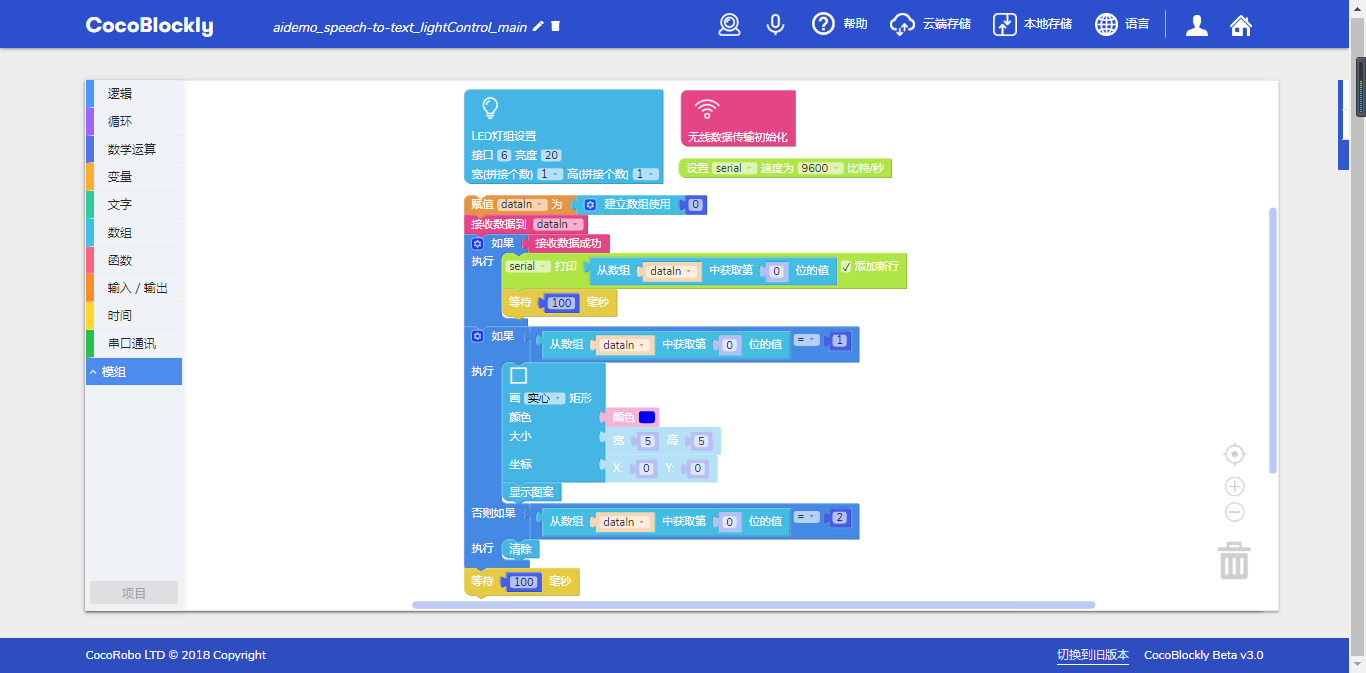 CocoBlockly
aidemo_speech-to-text_lightControl_main
帮助
云端存储
本地存储
语言
逻辑
循环
数学运算
变量
文字
数组
函数
输入 / 输出
时间
串口通讯
模组
项目
LED灯组设置
接口 6 亮度 20
宽(拼接个数) 1 高(拼接个数) 1
无线数据传输初始化
设置 serial 速度为 9600 比特/秒
赋值 dataIn 为 建立数组使用 0
接收数据到 dataIn
如果 接收数据成功
执行 serial 打印 从数组 dataIn 中获取第 0 位的值 ✓ 添加新行
等待 100 毫秒
如果 从数组 dataIn 中获取第 0 位的值 = 1
执行
画 实心 矩形
颜色 颜色
大小 宽 5 高 5
坐标 X: 0 Y: 0
显示图案
否则如果 从数组 dataIn 中获取第 0 位的值 = 2
执行 清除
等待 100 毫秒
CocoRobo LTD © 2018 Copyright
切换到旧版本
CocoBlockly Beta v3.0